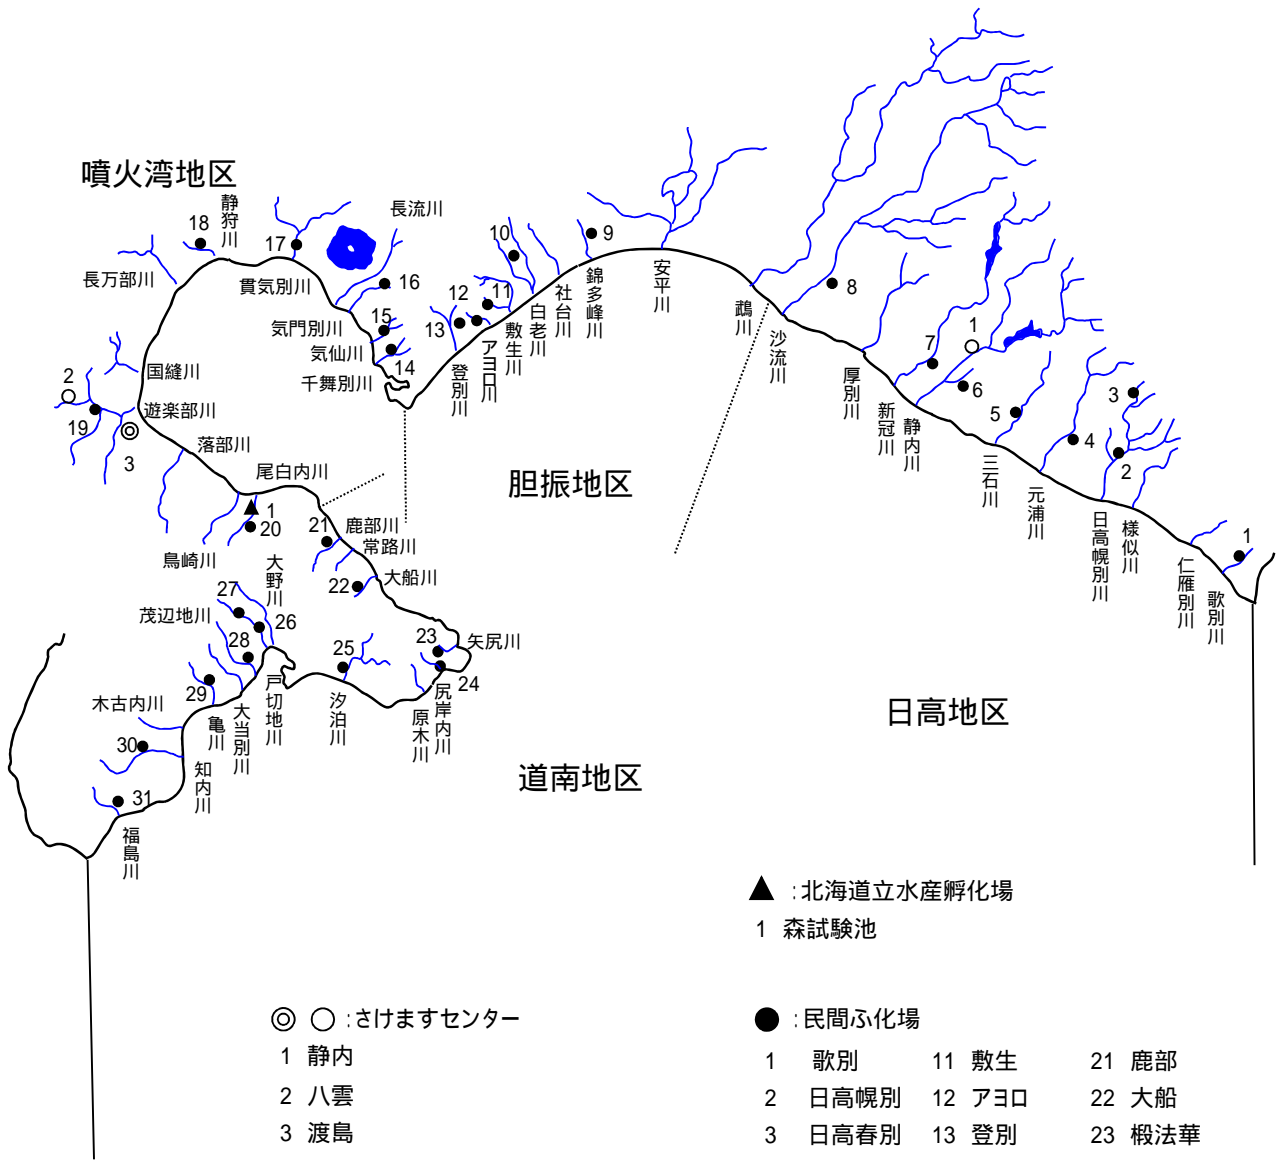 噴火湾地区
静狩川
18
17
長流川
長万部川
貫気別川
16
気門別川
15
気仙川
14
千舞別川
国縫川
2
遊楽部川
19
3
落部川
尾白内川
1
20
鳥崎川
10
9
12
11
13
登別川
アヨロ川
敷生川
白老川
社台川
錦多峰川
安平川
鵡川
沙流川
8
厚別川
7
1
新冠川
静内川
6
5
三石川
元浦川
3
4
2
日高幌別川
様似川
仁雁別川
歌別川
1
胆振地区
21
鹿部川
常路川
22
大船川
大野川
27
茂辺地川
26
28
25
23
矢尻川
24
29
木古内川
亀川
大当別川
戸切地川
汐泊川
原木川
尻岸内川
30
知内川
31
福島川
日高地区
道南地区
▲ :北海道立水産孵化場
1 森試験池
◎ ○ :さけますセンター
1 静内
2 八雲
3 渡島
● :民間ふ化場
1 歌別 11 敷生 21 鹿部
2 日高幌別 12 アヨロ 22 大船
3 日高春別 13 登別 23 椴法華